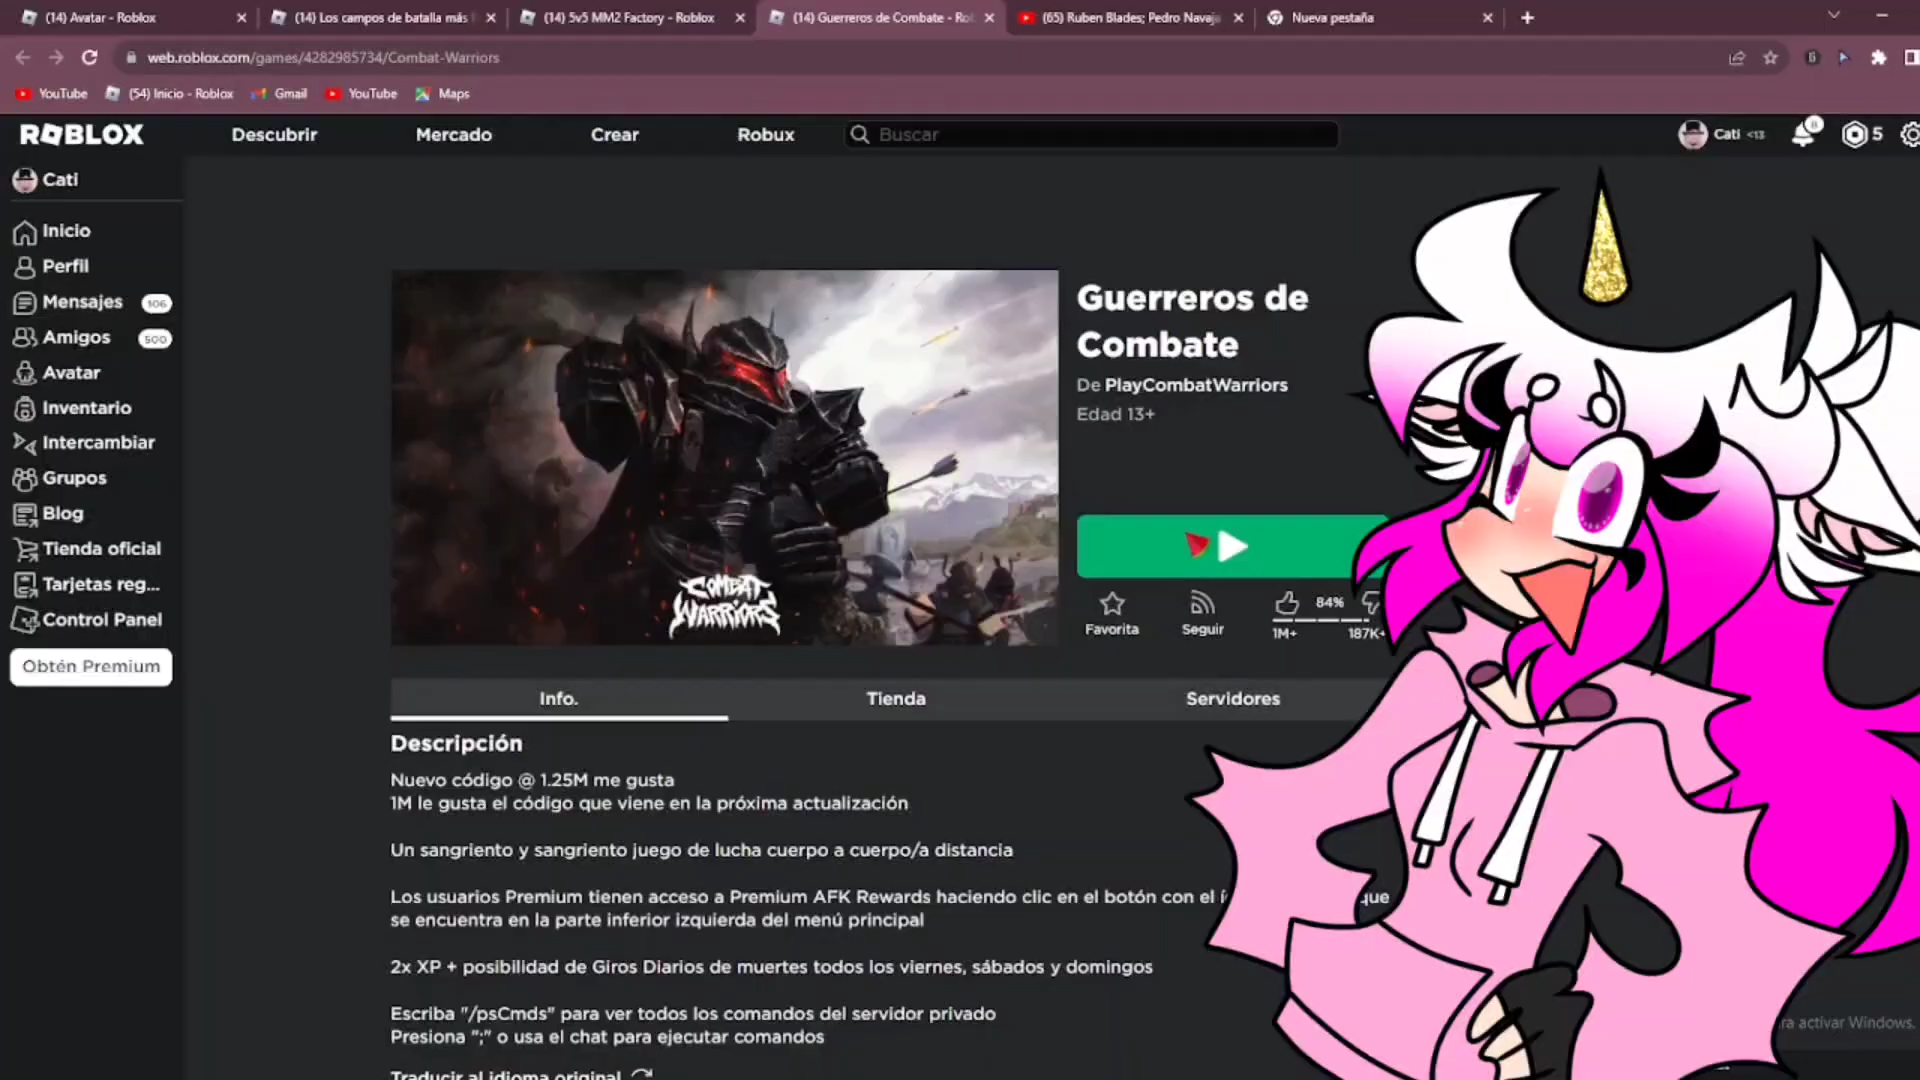 (14) Avatar - Roblox
(14) Los campos de batalla más
(14) 5v5 MM2 Factory - Roblox
(14) Guerreros de Combate - Rob
(65) Ruben Blades; Pedro Navaja
Nueva pestaña
web.roblox.com/games/4282985734/Combat-Warriors
YouTube
(54) Inicio - Roblox
Gmail
YouTube
Maps
ROBLOX
Descubrir
Mercado
Crear
Robux
Buscar
Cati <13
8
5
Cati
Inicio
Perfil
Mensajes 106
Amigos 500
Avatar
Inventario
Intercambiar
Grupos
Blog
Tienda oficial
Tarjetas reg...
Control Panel
Obtén Premium
COMBAT
WARRIORS
Guerreros de
Combate
De PlayCombatWarriors
Edad 13+
Favorita
Seguir
84%
1M+
187K+
Info.
Tienda
Servidores
Descripción
Nuevo código @ 1.25M me gusta
1M le gusta el código que viene en la próxima actualización
Un sangriento y sangriento juego de lucha cuerpo a cuerpo/a distancia
Los usuarios Premium tienen acceso a Premium AFK Rewards haciendo clic en el botón con el í que
se encuentra en la parte inferior izquierda del menú principal
2x XP + posibilidad de Giros Diarios de muertes todos los viernes, sábados y domingos
Escriba "/psCmds" para ver todos los comandos del servidor privado
Presiona ";" o usa el chat para ejecutar comandos
Traducir al idioma original
ra activar Windows.